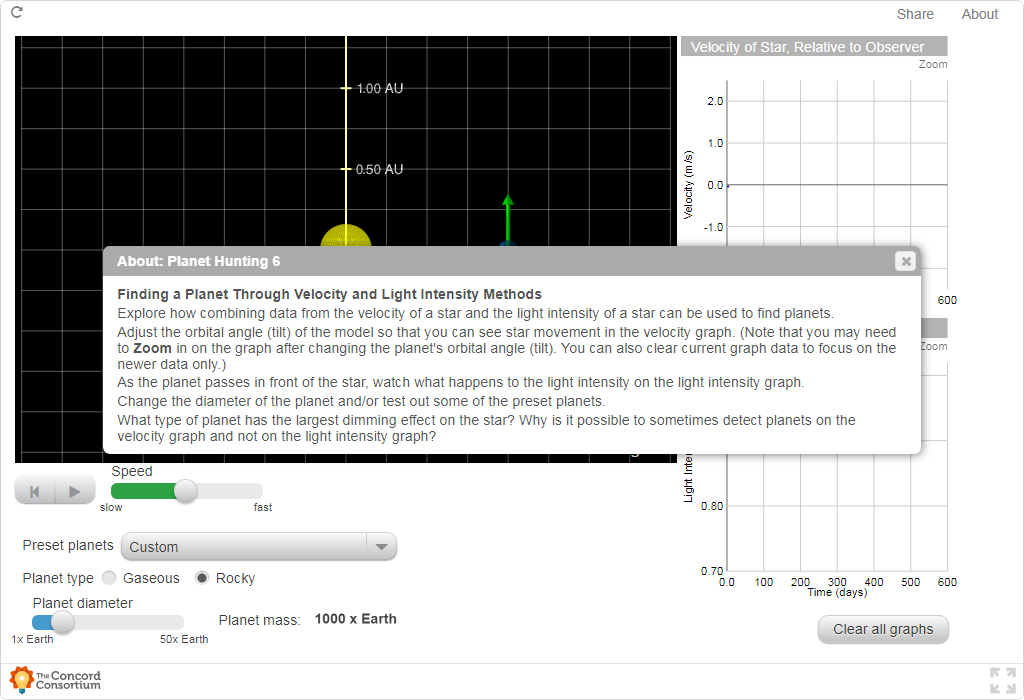 Share About
Velocity of Star, Relative to Observer
Zoom
1.00 AU
0.50 AU
2.0
1.0
0.0
-1.0
Velocity (m/s)
600
About: Planet Hunting 6
Finding a Planet Through Velocity and Light Intensity Methods
Explore how combining data from the velocity of a star and the light intensity of a star can be used to find planets.
Adjust the orbital angle (tilt) of the model so that you can see star movement in the velocity graph. (Note that you may need
to Zoom in on the graph after changing the planet's orbital angle (tilt). You can also clear current graph data to focus on the
newer data only.)
As the planet passes in front of the star, watch what happens to the light intensity on the light intensity graph.
Change the diameter of the planet and/or test out some of the preset planets.
What type of planet has the largest dimming effect on the star? Why is it possible to sometimes detect planets on the
velocity graph and not on the light intensity graph?
Zoom
Light
0.80
0.70
0.0 100 200 300 400 500 600
Time (days)
Speed
slow fast
Preset planets Custom
Planet type Gaseous Rocky
Planet diameter
1x Earth 50x Earth
Planet mass: 1000 x Earth
Clear all graphs
The Concord
Consortium